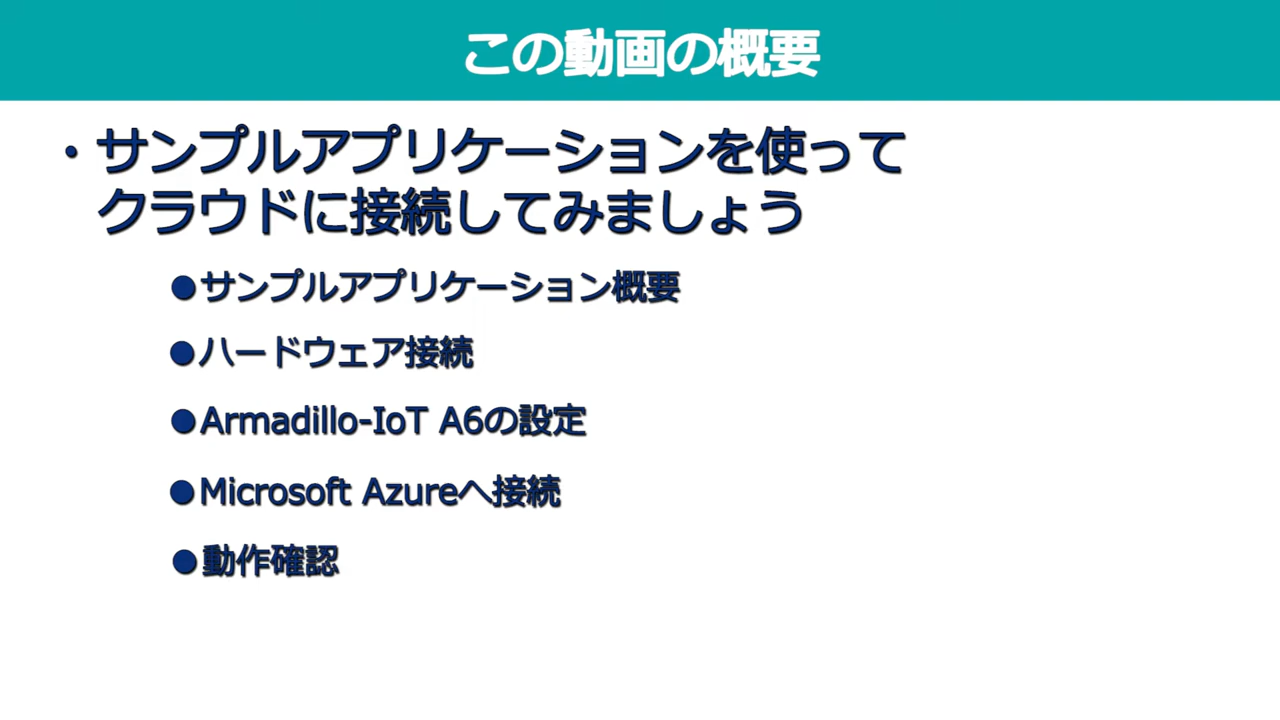 この動画の概要
・サンプルアプリケーションを使って
クラウドに接続してみましょう
●サンプルアプリケーション概要
●ハードウェア接続
●Armadillo-IoT A6の設定
●Microsoft Azureへ接続
●動作確認